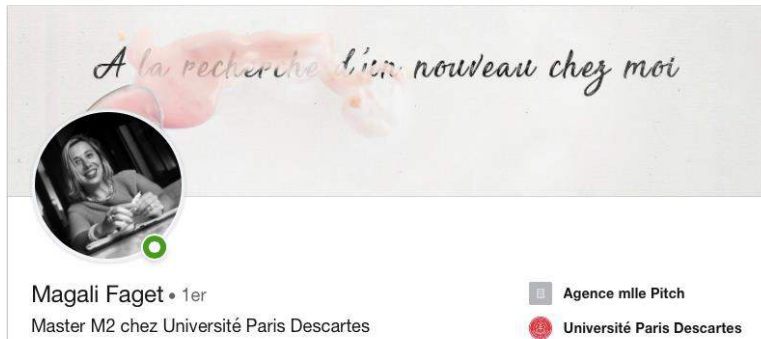 A la recherche d'un nouveau chez moi
Magali Faget • 1er
Agence mlle Pitch
Master M2 chez Université Paris Descartes
Université Paris Descartes